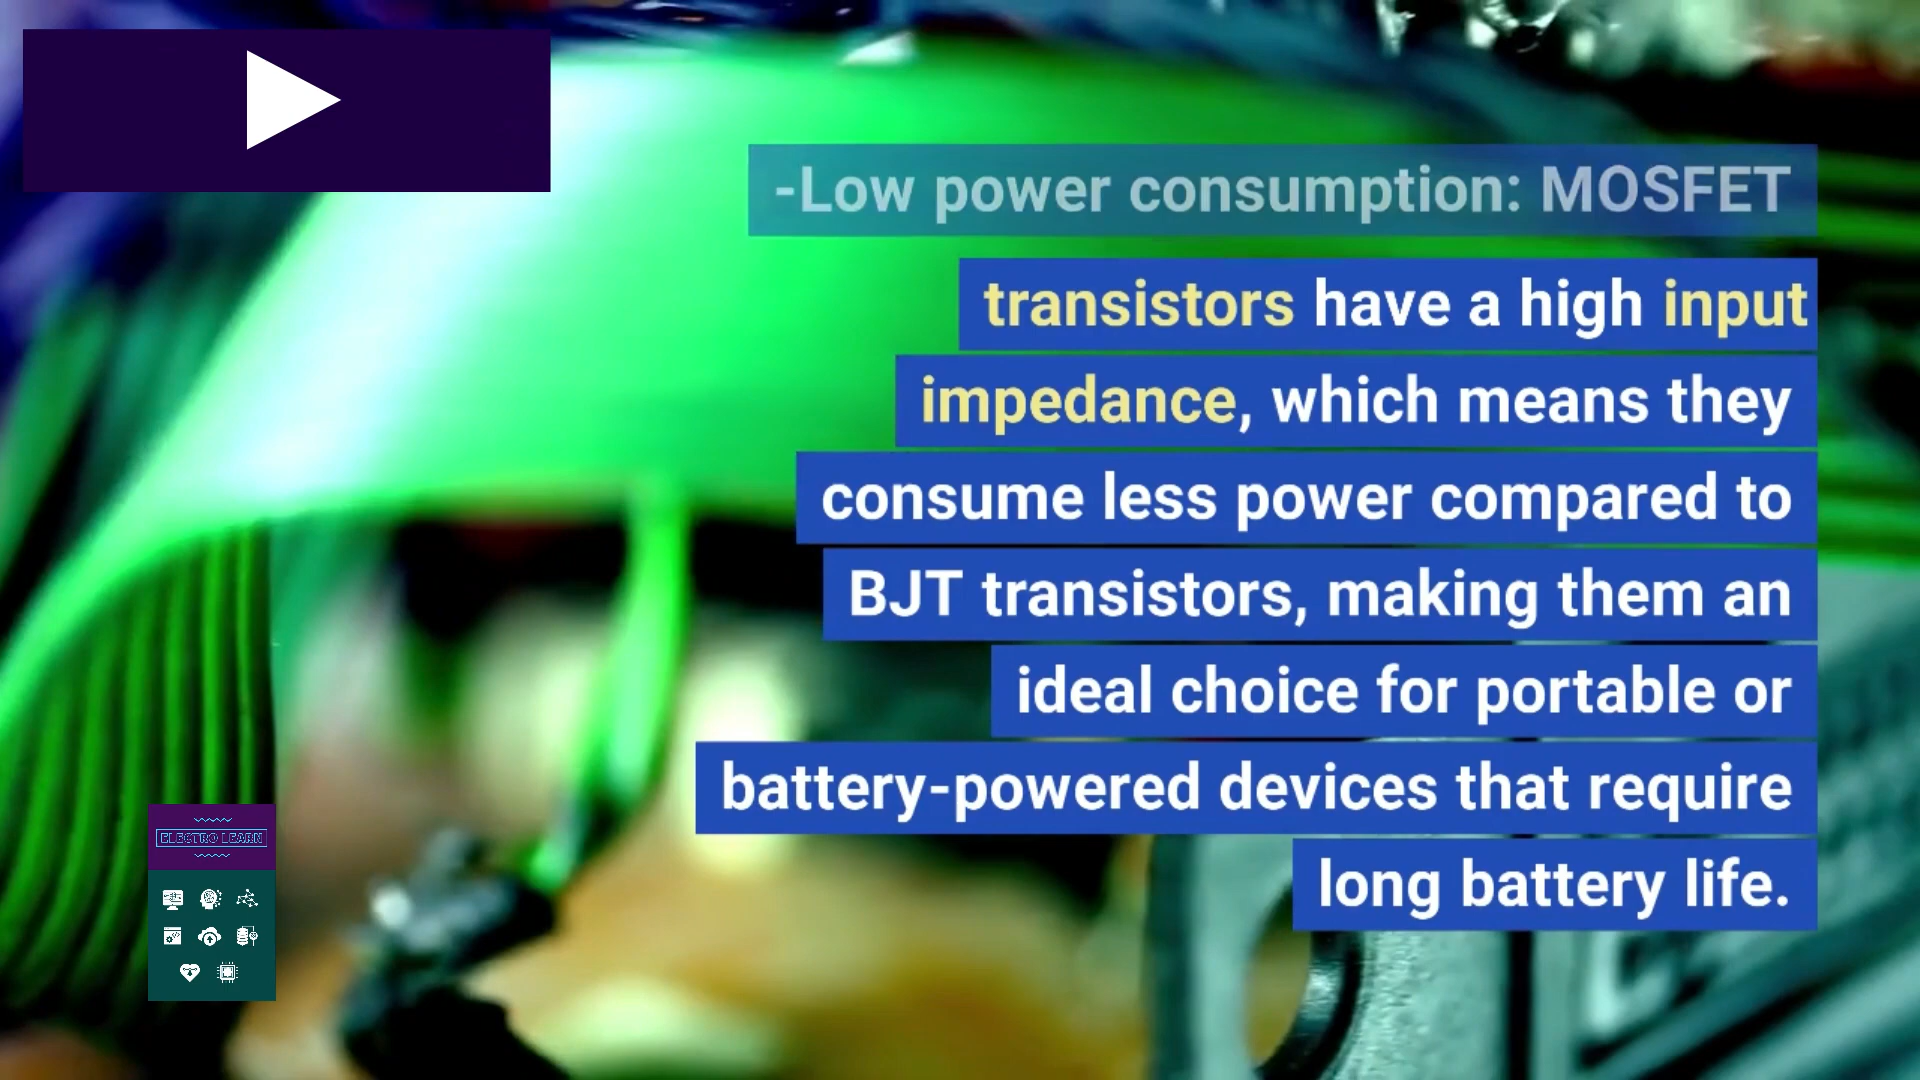 -Low power consumption: MOSFET
transistors have a high input
impedance, which means they
consume less power compared to
BJT transistors, making them an
ideal choice for portable or
battery-powered devices that require
long battery life.
ELECTRO LEARN